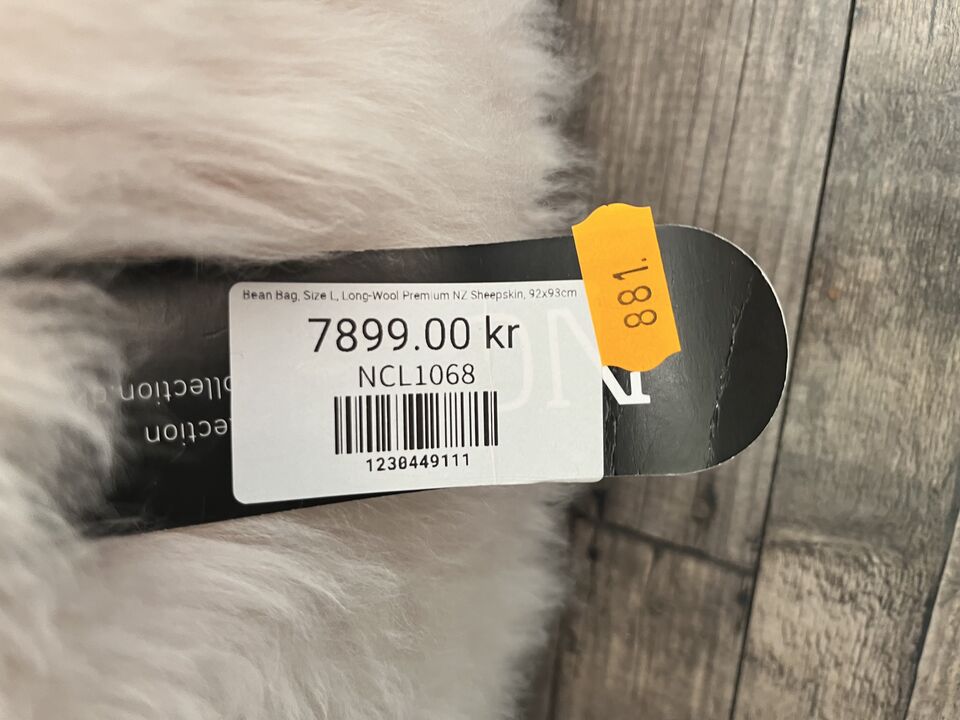 Bean Bag, Size L, Long-Wool Premium NZ Sheepskin, 92x93cm
7899.00 kr
NCL1068
1230449111
881.